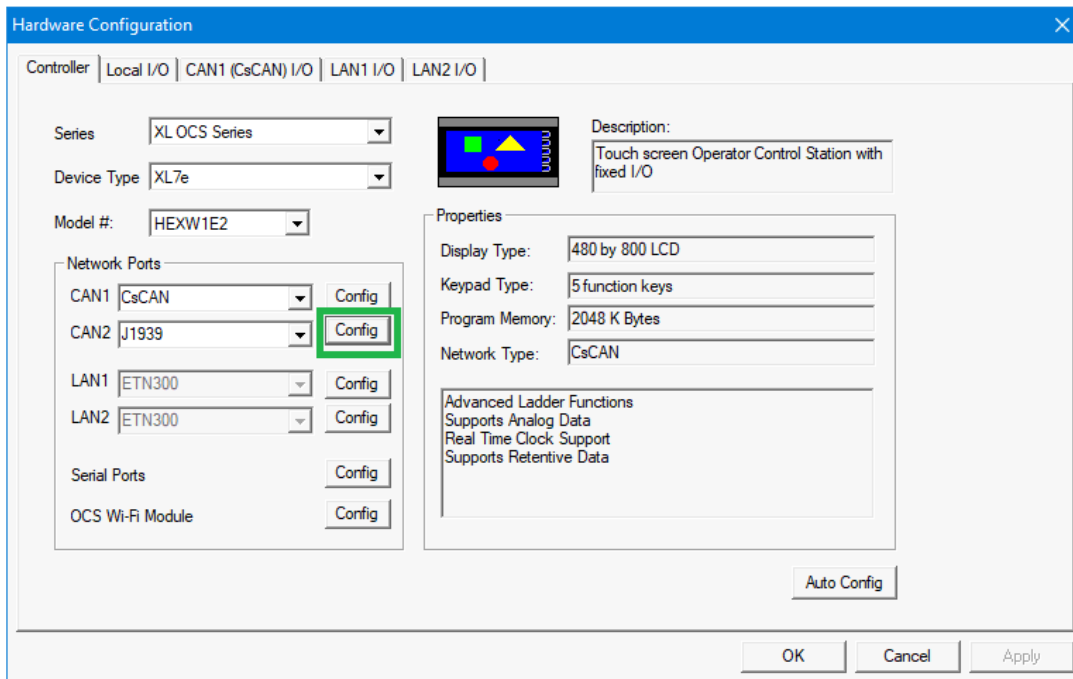 Hardware Configuration
Controller
Local I/O
CAN1 (CsCAN) I/O
LAN1 I/O
LAN2 I/O
Series
XL OCS Series
Device Type
XL7e
Model #:
HEXW1E2
Description:
Touch screen Operator Control Station with
fixed I/O
Network Ports
CAN1
CsCAN
Config
CAN2
J1939
Config
LAN1
ETN300
Config
LAN2
ETN300
Config
Serial Ports
Config
OCS Wi-Fi Module
Config
Properties
Display Type:
480 by 800 LCD
Keypad Type:
5 function keys
Program Memory:
2048 K Bytes
Network Type:
CsCAN
Advanced Ladder Functions
Supports Analog Data
Real Time Clock Support
Supports Retentive Data
Auto Config
OK
Cancel
Apply